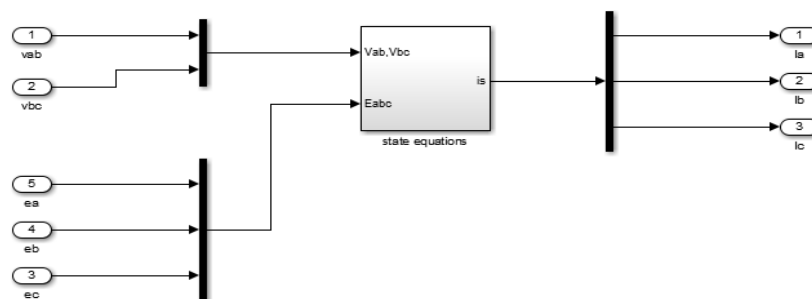 1
vab
2
vbc
5
ea
4
eb
3
ec
Vab,Vbc
is
Eabc
state equations
1
Ia
2
Ib
3
Ic